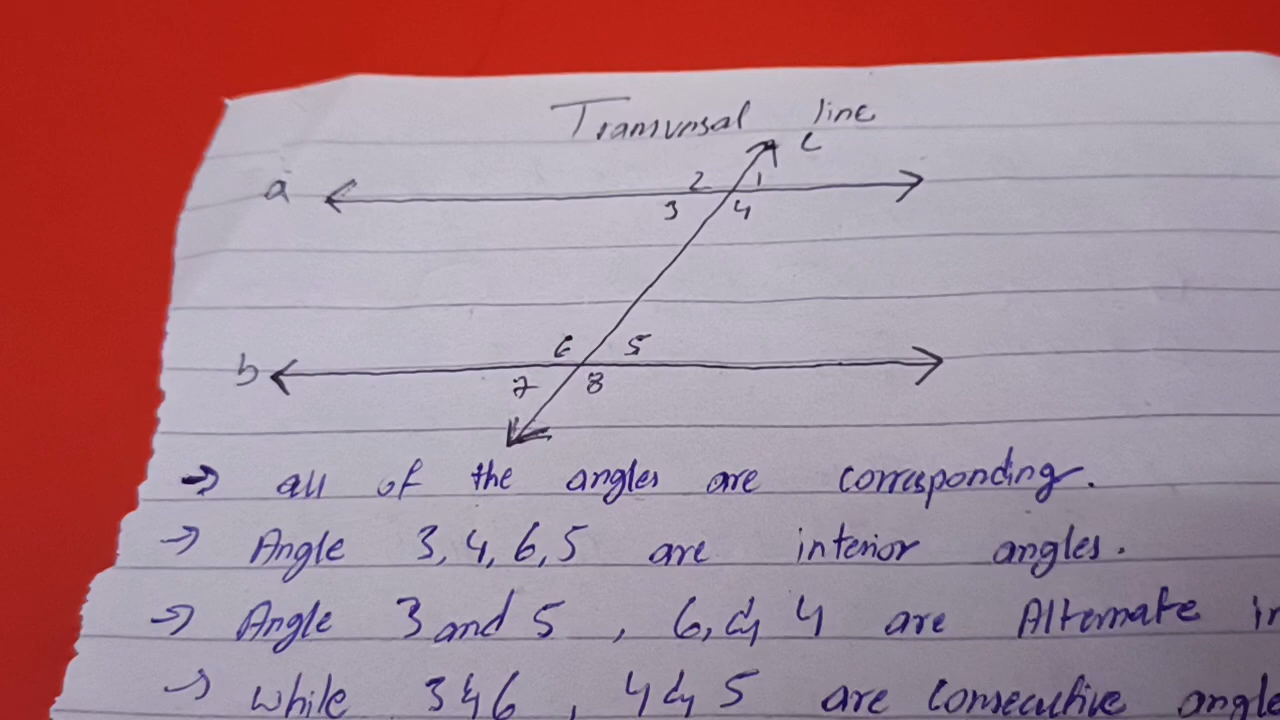 Transversal line
c
a
2 1
3 4
6 5
b
7 8
→ all of the angles are corresponding.
→ Angle 3, 4, 6, 5 are interior angles.
→ Angle 3 and 5 , 6, & 4 are Alternate in
→ while 3 & 6 , 4 & 5 are consecutive angle